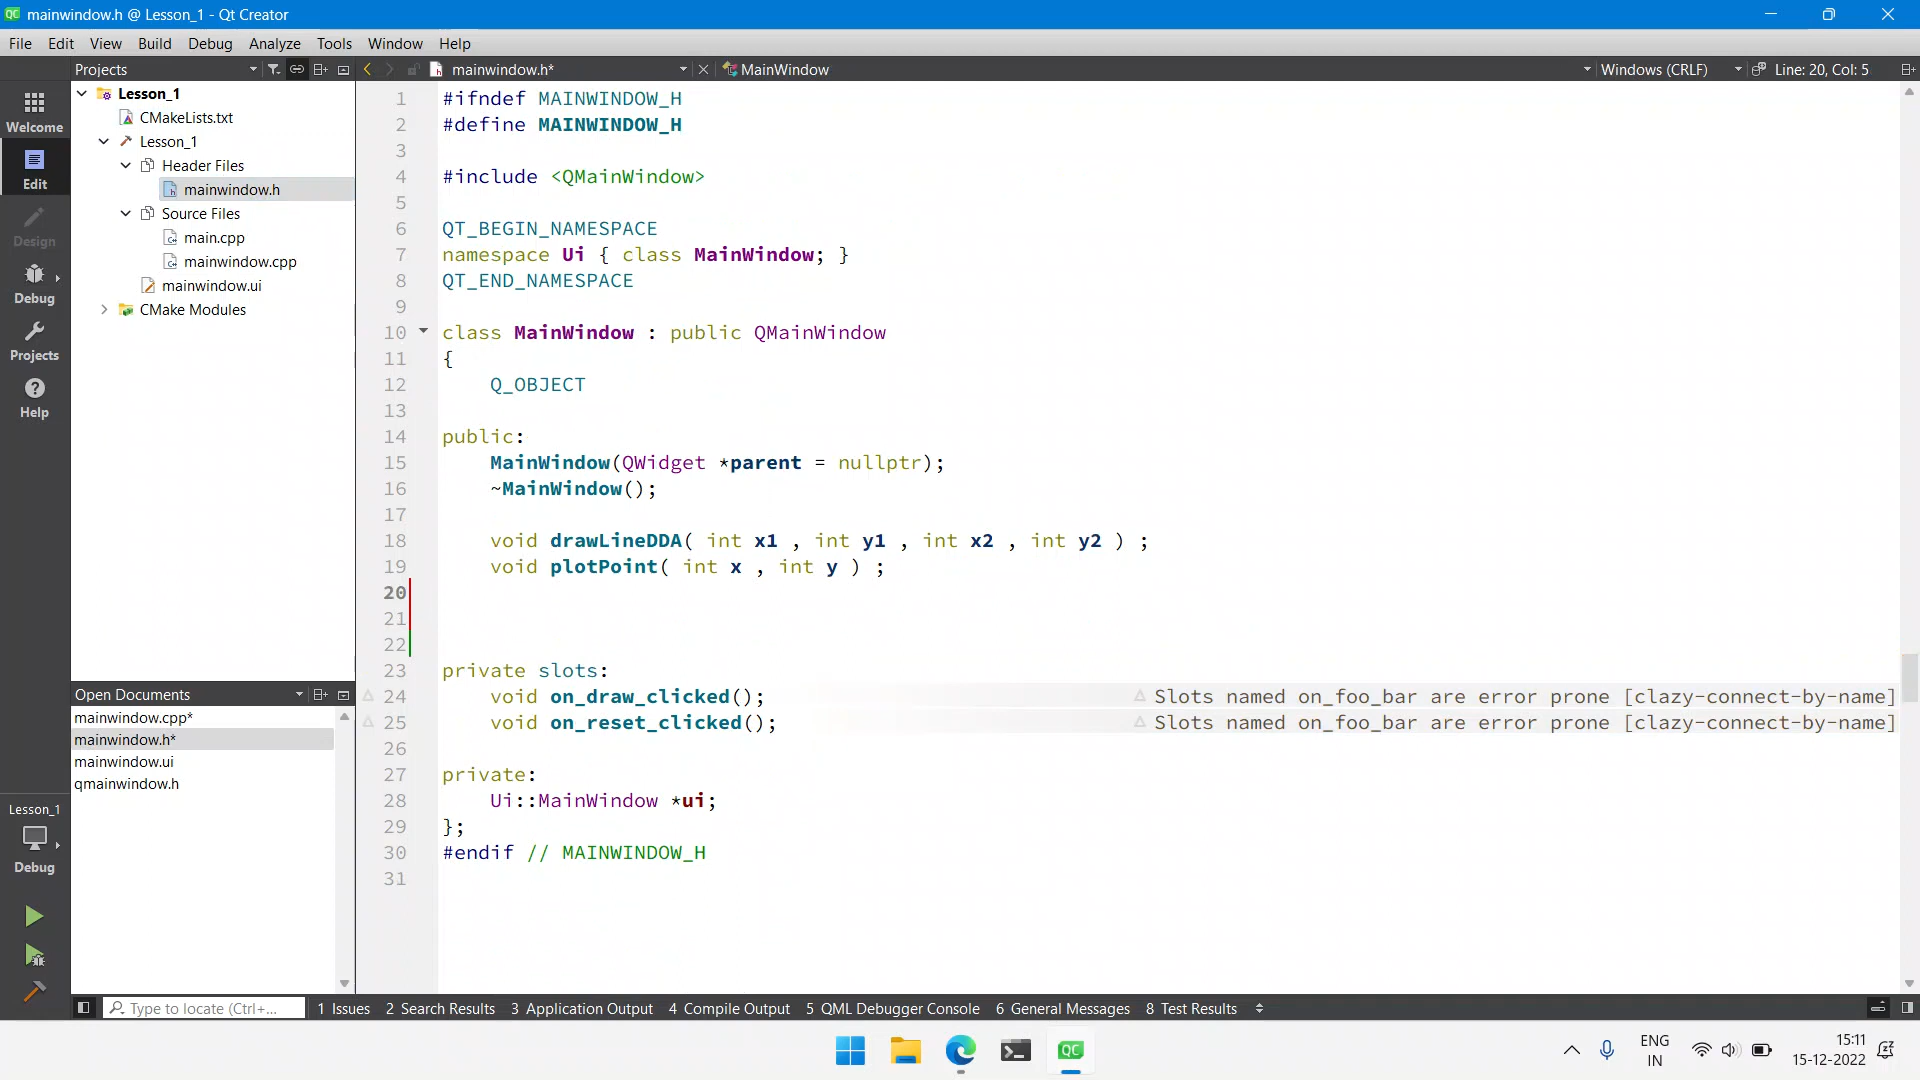 QC mainwindow.h @ Lesson_1 - Qt Creator
File Edit View Build Debug Analyze Tools Window Help
Projects mainwindow.h* MainWindow Windows (CRLF) Line: 20, Col: 5
Welcome
Edit
Design
Debug
Projects
Help
Lesson_1
Debug
Lesson_1
CMakeLists.txt
Lesson_1
Header Files
mainwindow.h
Source Files
main.cpp
mainwindow.cpp
mainwindow.ui
CMake Modules
Open Documents
mainwindow.cpp*
mainwindow.h*
mainwindow.ui
qmainwindow.h
1 #ifndef MAINWINDOW_H
2 #define MAINWINDOW_H
3
4 #include <QMainWindow>
5
6 QT_BEGIN_NAMESPACE
7 namespace Ui { class MainWindow; }
8 QT_END_NAMESPACE
9
10 class MainWindow : public QMainWindow
11 {
12 Q_OBJECT
13
14 public:
15 MainWindow(QWidget *parent = nullptr);
16 ~MainWindow();
17
18 void drawLineDDA( int x1 , int y1 , int x2 , int y2 ) ;
19 void plotPoint( int x , int y ) ;
20
21
22
23 private slots:
24 void on_draw_clicked(); Slots named on_foo_bar are error prone [clazy-connect-by-name]
25 void on_reset_clicked(); Slots named on_foo_bar are error prone [clazy-connect-by-name]
26
27 private:
28 Ui::MainWindow *ui;
29 };
30 #endif // MAINWINDOW_H
31
Type to locate (Ctrl+... 1 Issues 2 Search Results 3 Application Output 4 Compile Output 5 QML Debugger Console 6 General Messages 8 Test Results
QC
ENG
IN
15:11
15-12-2022